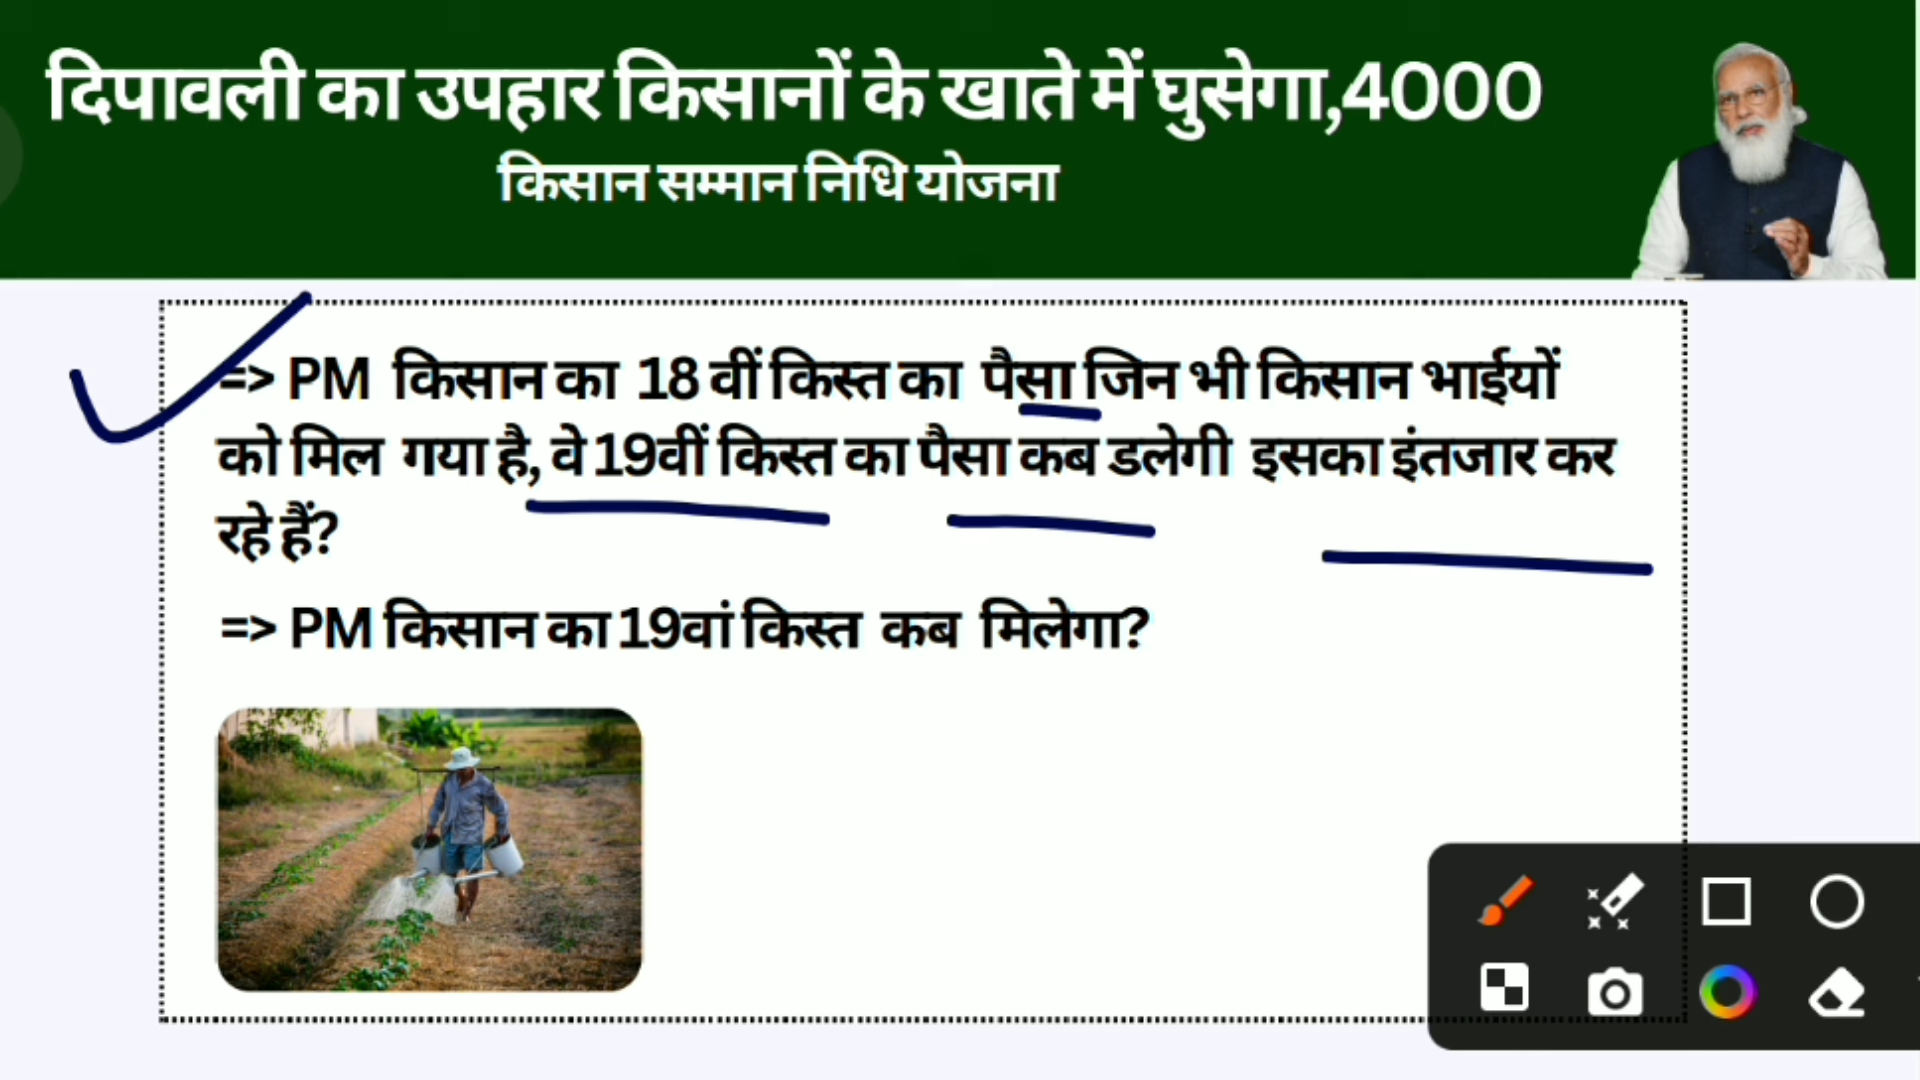 दिपावली का उपहार किसानों के खाते में घुसेगा,4000
किसान सम्मान निधि योजना
=> PM किसान का 18 वीं किस्त का पैसा जिन भी किसान भाईयों
को मिल गया है, वे 19वीं किस्त का पैसा कब डलेगी इसका इंतजार कर
रहे हैं?
=> PM किसान का 19वां किस्त कब मिलेगा?